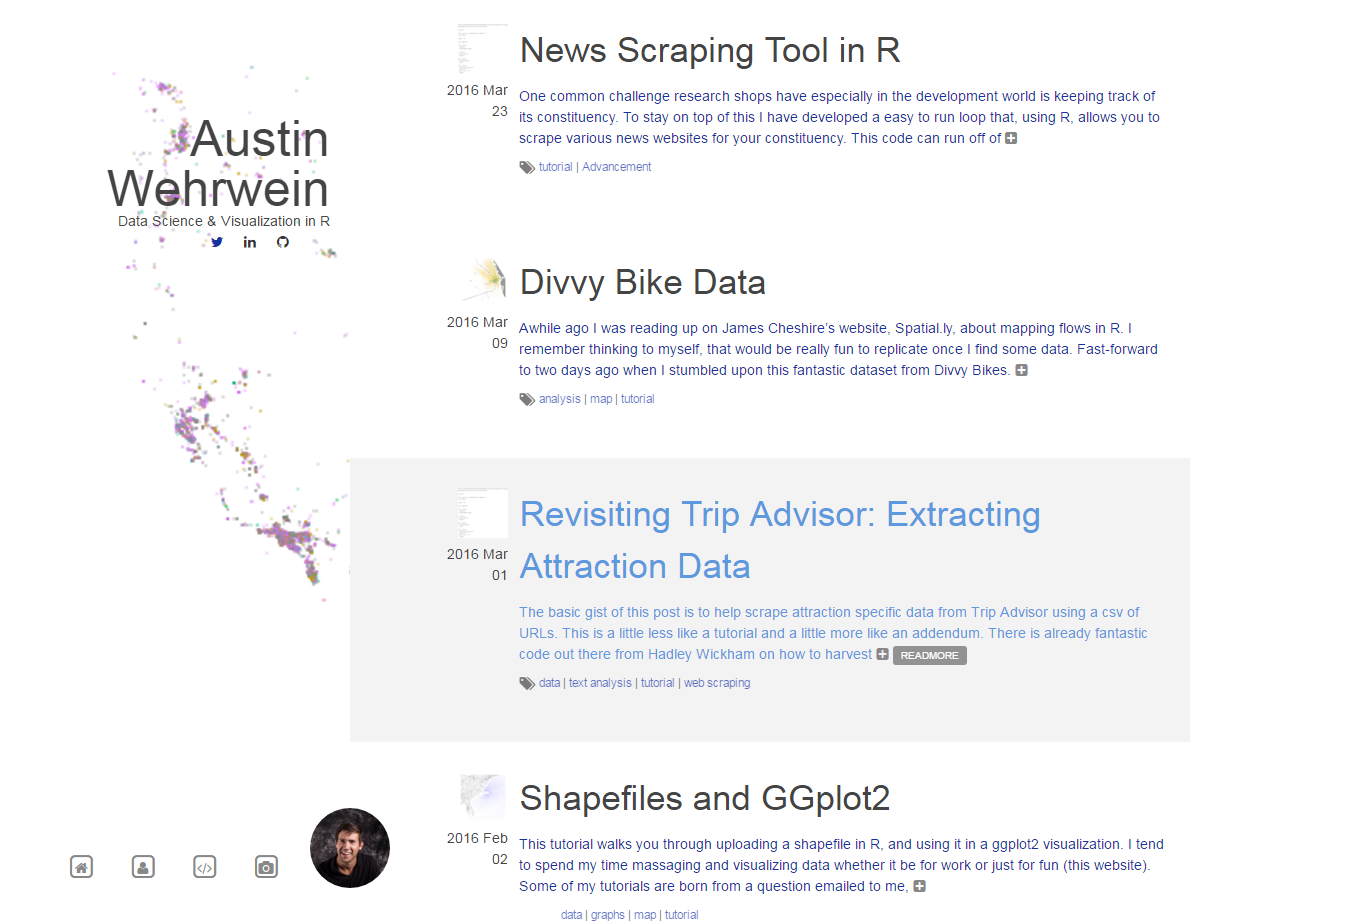 Austin
Wehrwein
Data Science & Visualization in R
News Scraping Tool in R
2016 Mar
23
One common challenge research shops have especially in the development world is keeping track of
its constituency. To stay on top of this I have developed a easy to run loop that, using R, allows you to
scrape various news websites for your constituency. This code can run off of
tutorial | Advancement
Divvy Bike Data
2016 Mar
09
Awhile ago I was reading up on James Cheshire’s website, Spatial.ly, about mapping flows in R. I
remember thinking to myself, that would be really fun to replicate once I find some data. Fast-forward
to two days ago when I stumbled upon this fantastic dataset from Divvy Bikes.
analysis | map | tutorial
Revisiting Trip Advisor: Extracting
Attraction Data
2016 Mar
01
The basic gist of this post is to help scrape attraction specific data from Trip Advisor using a csv of
URLs. This is a little less like a tutorial and a little more like an addendum. There is already fantastic
code out there from Hadley Wickham on how to harvest READMORE
data | text analysis | tutorial | web scraping
Shapefiles and GGplot2
2016 Feb
02
This tutorial walks you through uploading a shapefile in R, and using it in a ggplot2 visualization. I tend
to spend my time massaging and visualizing data whether it be for work or just for fun (this website).
Some of my tutorials are born from a question emailed to me,
data | graphs | map | tutorial